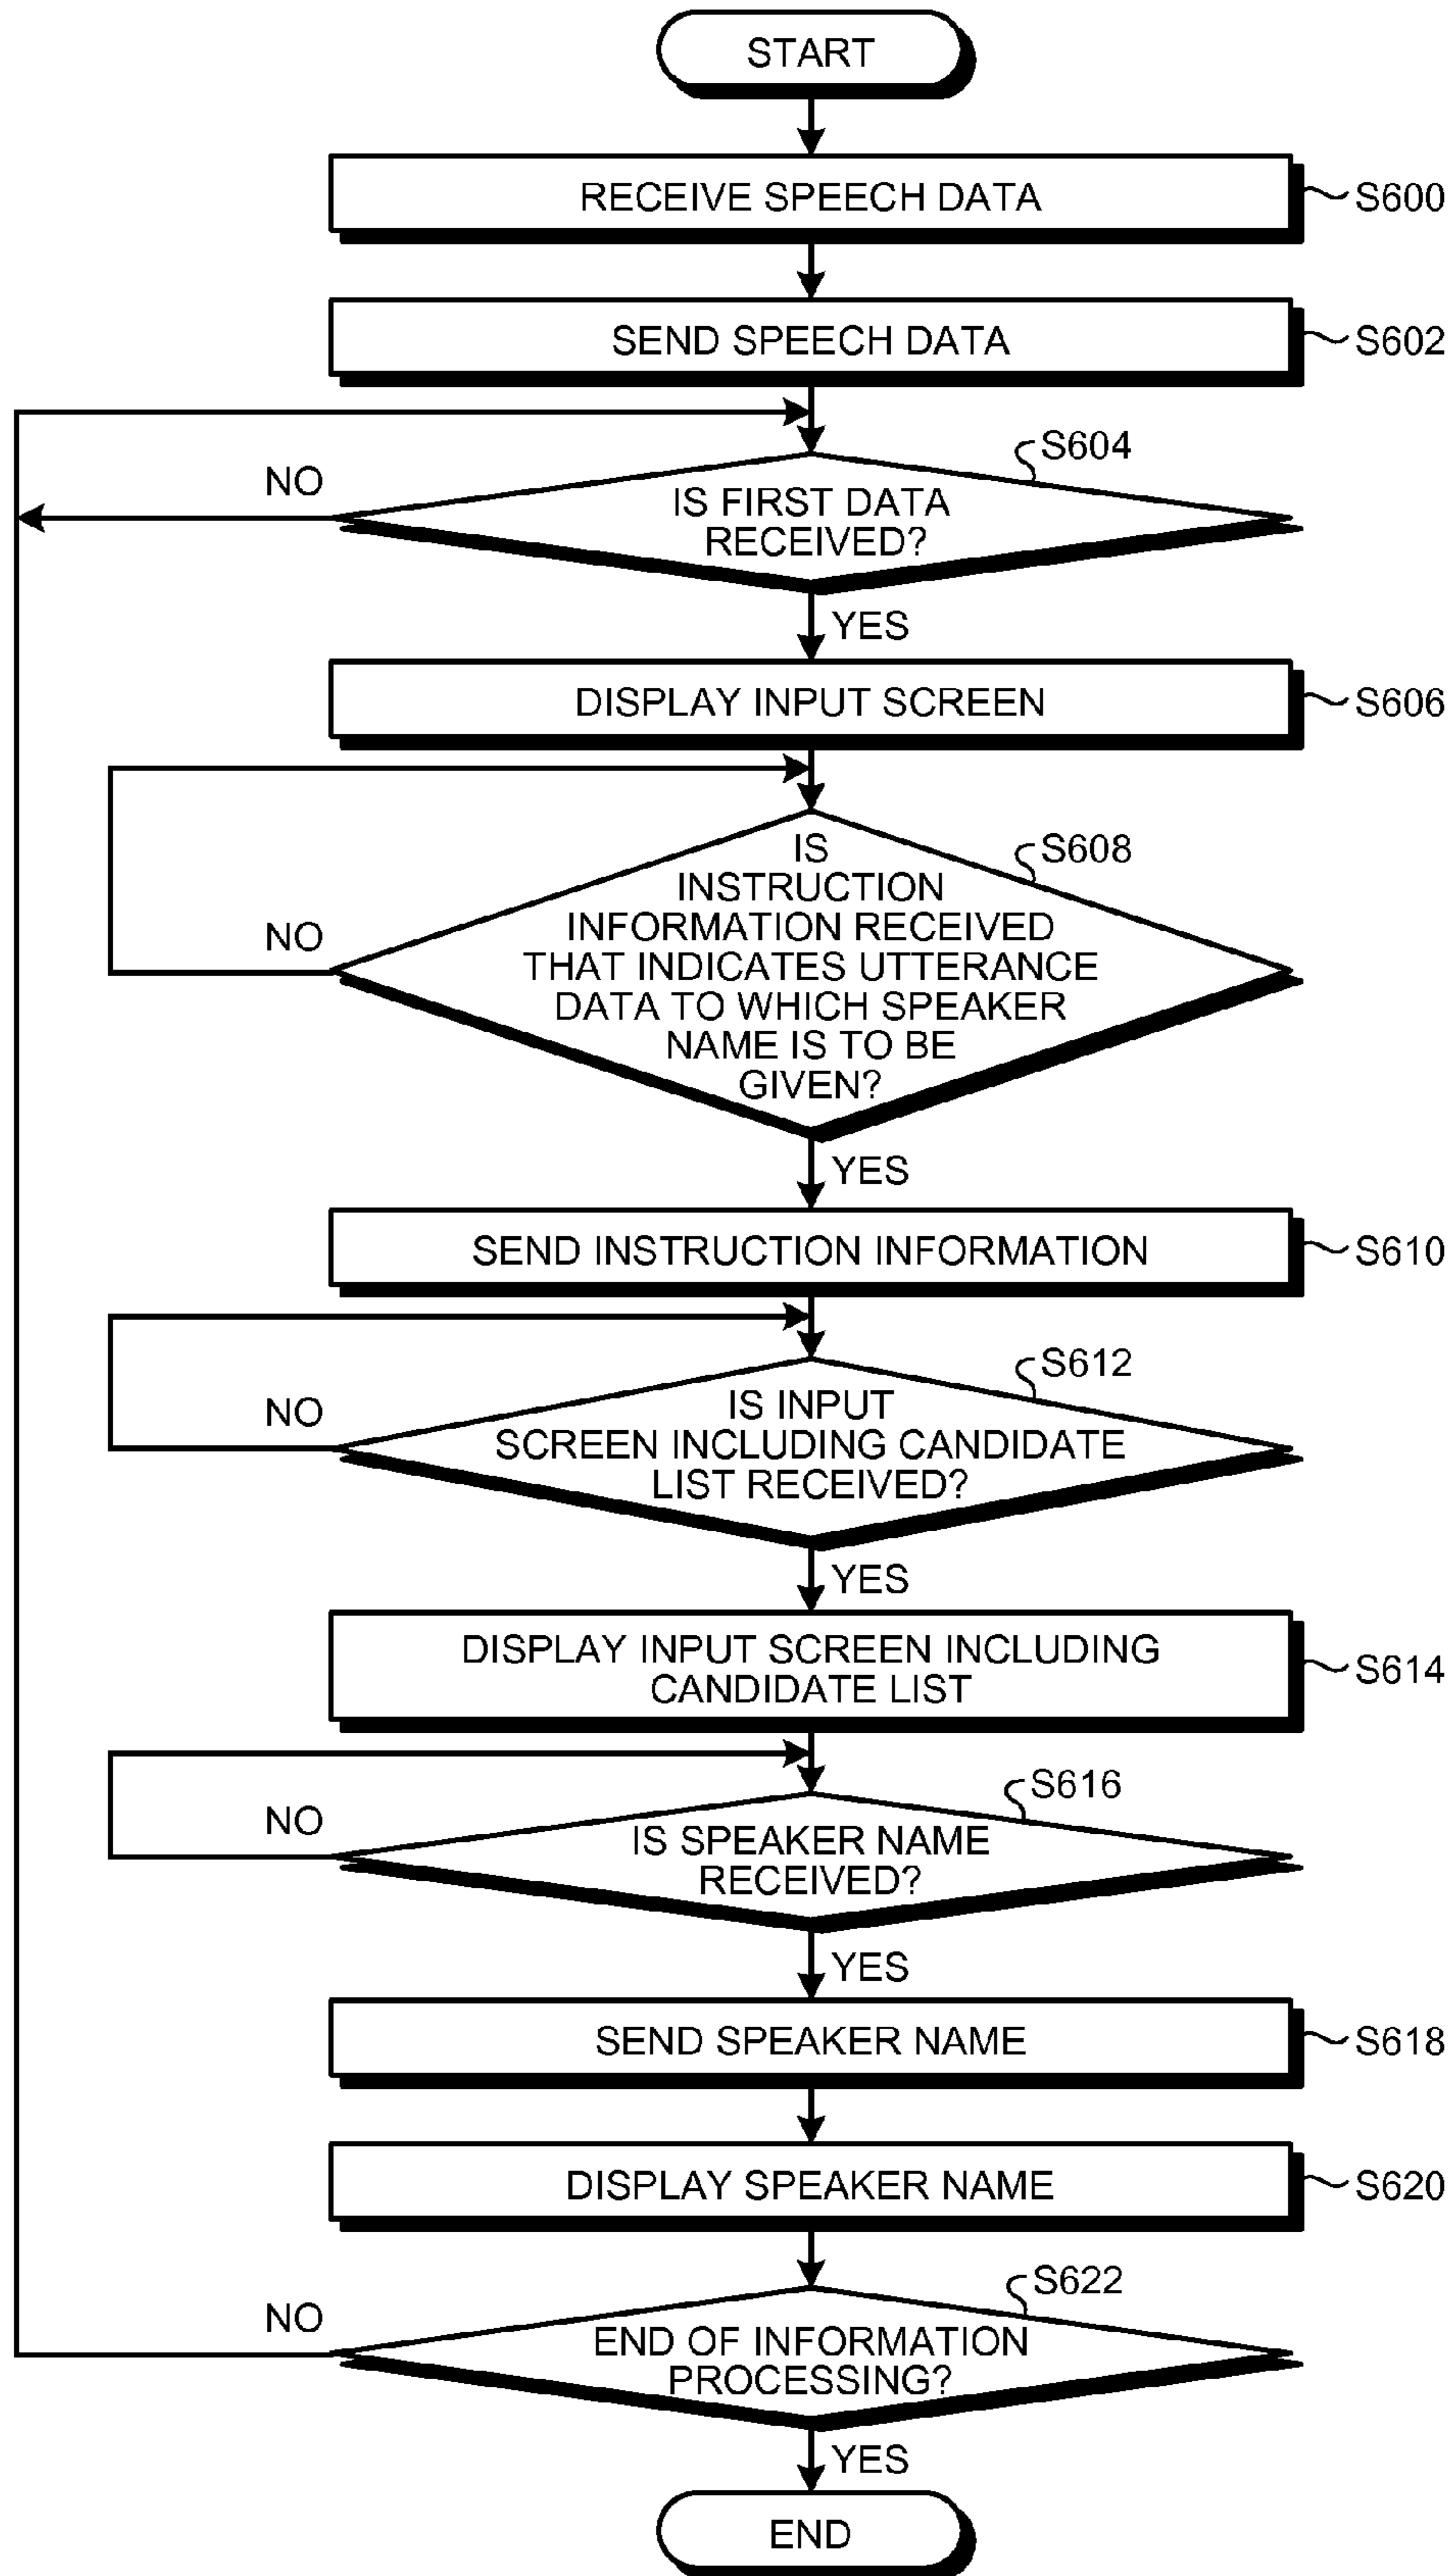 START
RECEIVE SPEECH DATA
S600
SEND SPEECH DATA
S602
S604
NO
IS FIRST DATA
RECEIVED?
YES
DISPLAY INPUT SCREEN
S606
S608
IS
INSTRUCTION
INFORMATION RECEIVED
NO
THAT INDICATES UTTERANCE
DATA TO WHICH SPEAKER
NAME IS TO BE
GIVEN?
YES
SEND INSTRUCTION INFORMATION
S610
S612
NO
IS INPUT
SCREEN INCLUDING CANDIDATE
LIST RECEIVED?
YES
DISPLAY INPUT SCREEN INCLUDING
CANDIDATE LIST
S614
S616
NO
IS SPEAKER NAME
RECEIVED?
YES
SEND SPEAKER NAME
S618
DISPLAY SPEAKER NAME
S620
S622
NO
END OF INFORMATION
PROCESSING?
YES
END